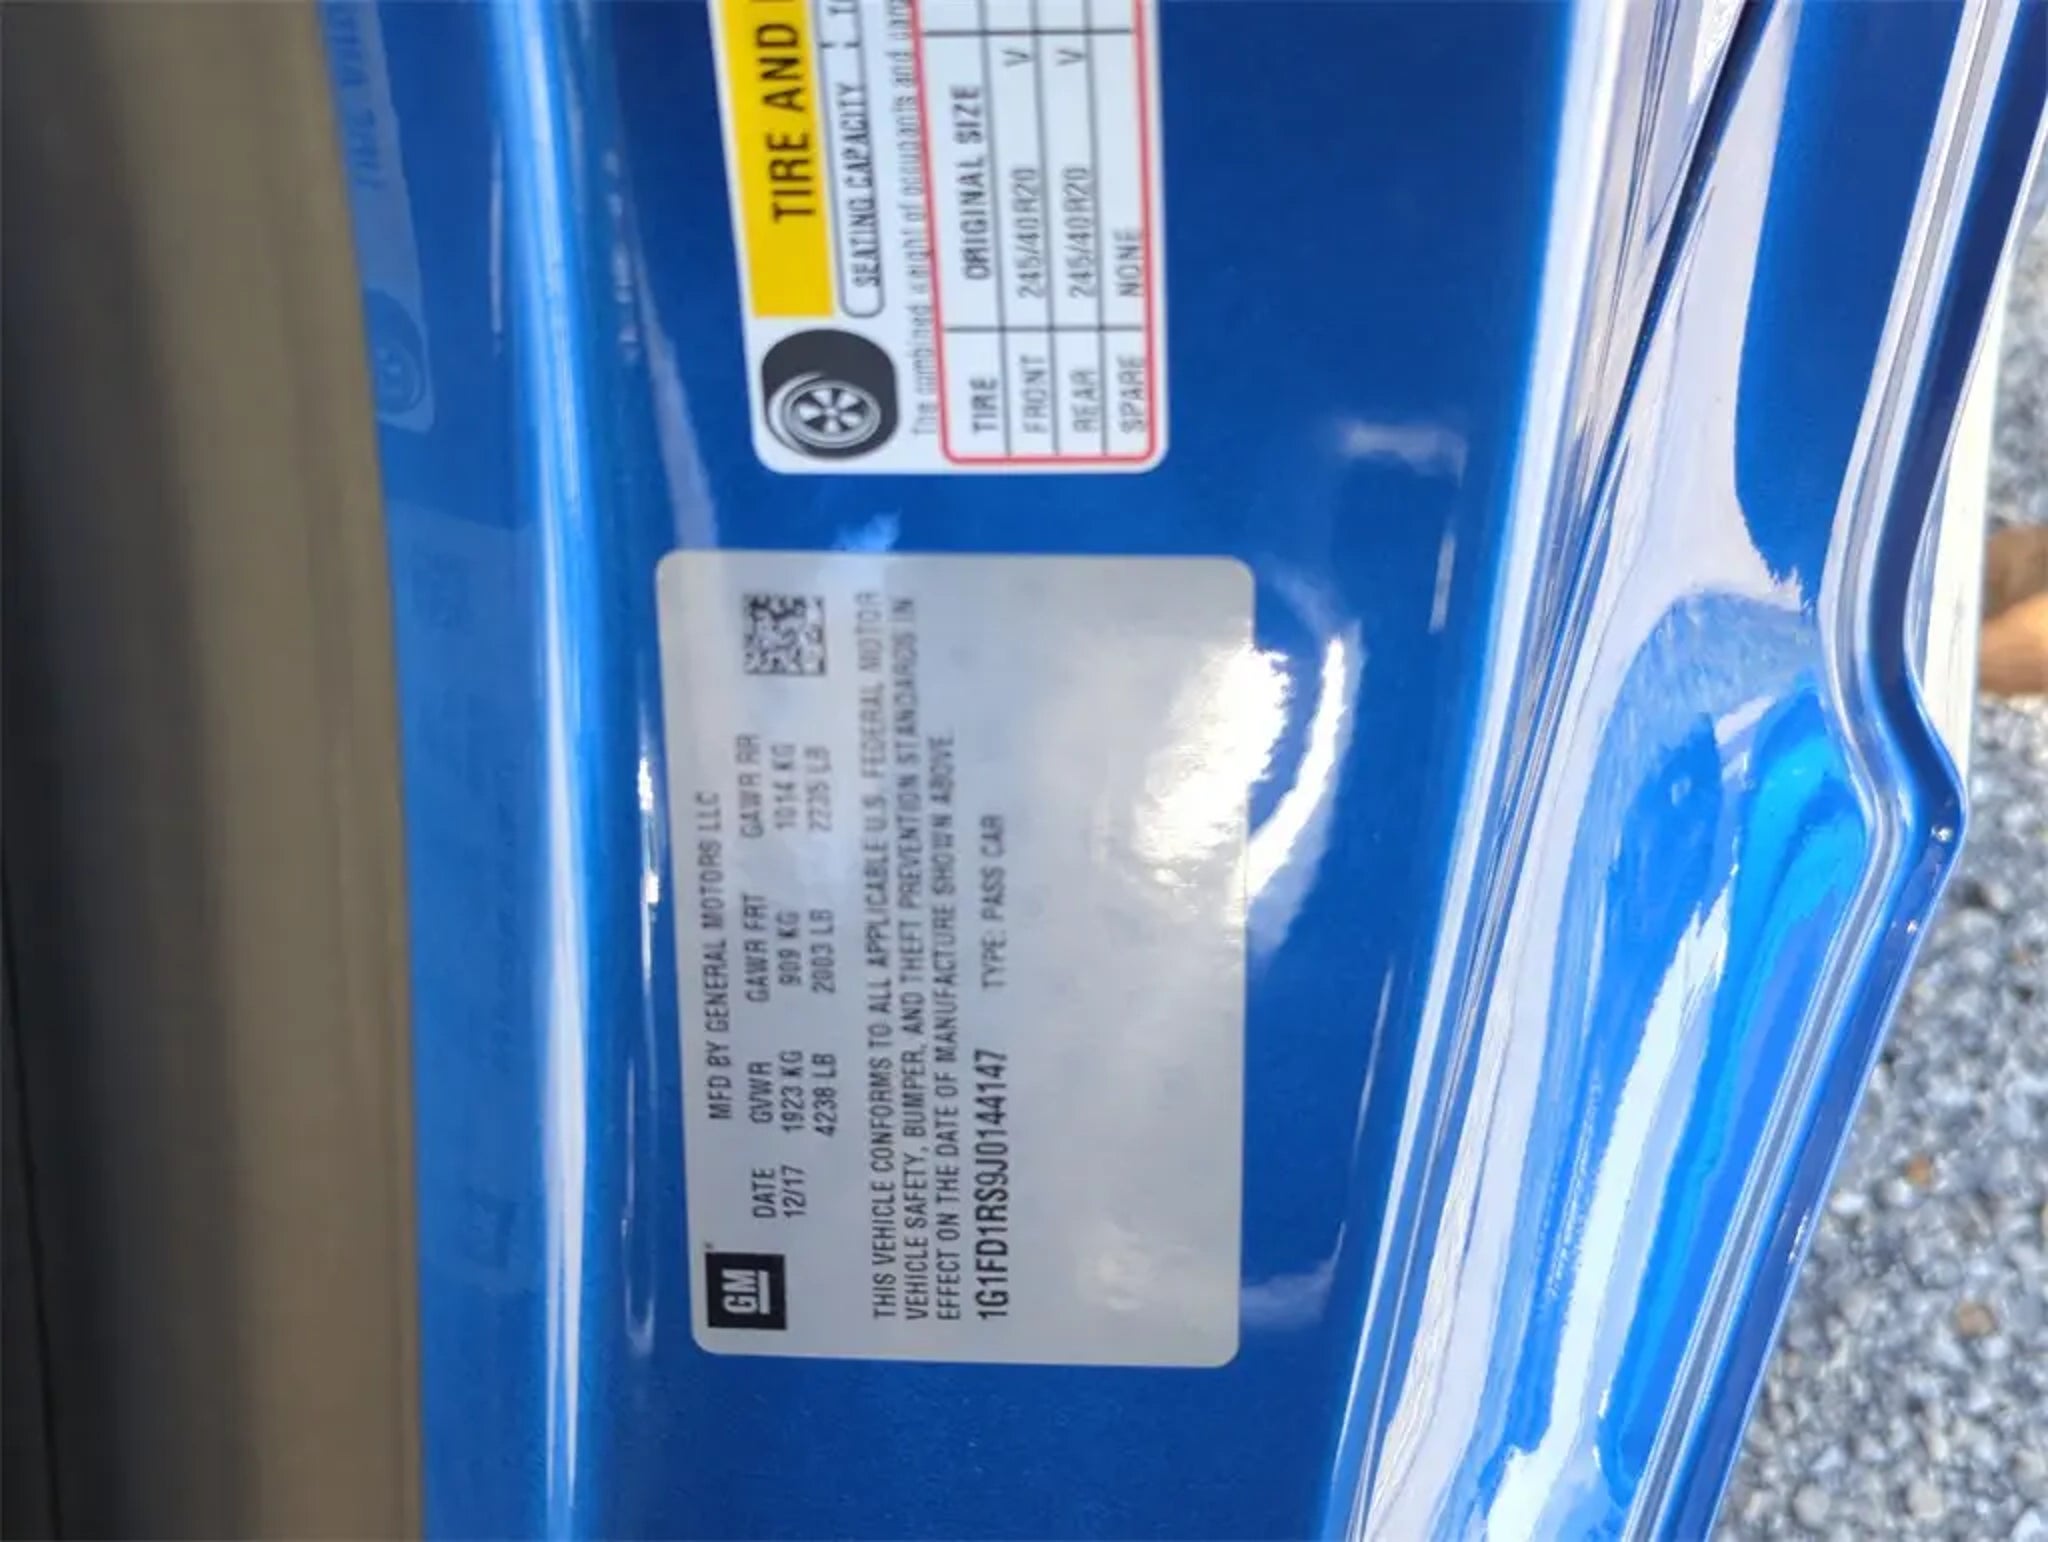 TIRE AND
SEATING CAPACITY
The combined weight of occupants and
TIRE ORIGINAL SIZE
FRONT 245/40R20 V
REAR 245/40R20 V
SPARE NONE
GM
MFD BY GENERAL MOTORS LLC
DATE GVWR GAWR FRT GAWR RR
12/17 1923 KG 909 KG 1014 KG
4238 LB 2003 LB 2235 LB
THIS VEHICLE CONFORMS TO ALL APPLICABLE U.S. FEDERAL MOTOR
VEHICLE SAFETY, BUMPER, AND THEFT PREVENTION STANDARDS IN
EFFECT ON THE DATE OF MANUFACTURE SHOWN ABOVE.
1G1FD1RS9J0144147 TYPE: PASS CAR